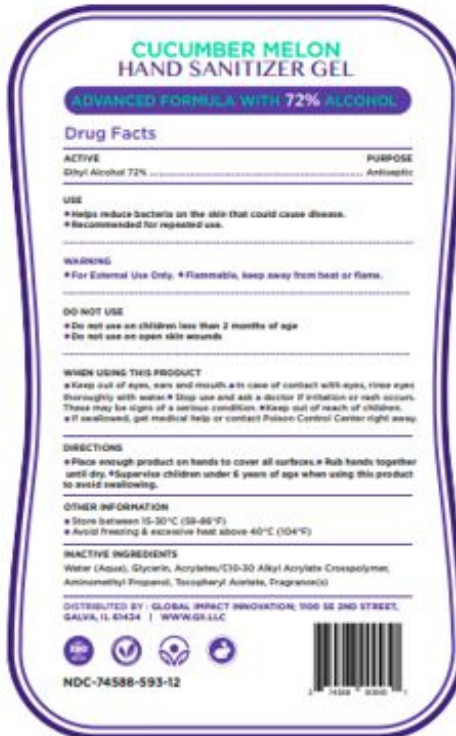 CUCUMBER MELON
HAND SANITIZER GEL
ADVANCED FORMULA WITH 72% ALCOHOL
Drug Facts
ACTIVE PURPOSE
Ethyl Alcohol 72% Antiseptic
USE
Helps reduce bacteria on the skin that could cause disease.
Recommended for repeated use.
WARNING
For External Use Only. Flammable, keep away from heat or flame.
DO NOT USE
Do not use on children less than 2 months of age
Do not use on open skin wounds
WHEN USING THIS PRODUCT
Keep out of eyes, ears and mouth. In case of contact with eyes, rinse eyes
thoroughly with water. Stop use and ask a doctor if irritation or rash occurs.
These may be signs of a serious condition. Keep out of reach of children.
If swallowed, get medical help or contact Poison Control Center right away.
DIRECTIONS
Place enough product on hands to cover all surfaces. Rub hands together
until dry. Supervise children under 6 years of age when using this product
to avoid swallowing.
OTHER INFORMATION
Store between 15-30°C (59-86°F)
Avoid freezing & excessive heat above 40°C (104°F)
INACTIVE INGREDIENTS
Water (Aqua), Glycerin, Acrylates/C10-30 Alkyl Acrylate Crosspolymer,
Aminomethyl Propanol, Tocopheryl Acetate, Fragrance(s)
DISTRIBUTED BY : GLOBAL IMPACT INNOVATION; 1100 SE 2ND STREET,
GALVA, IL 61434 | WWW.GII.LLC
NDC-74588-593-12